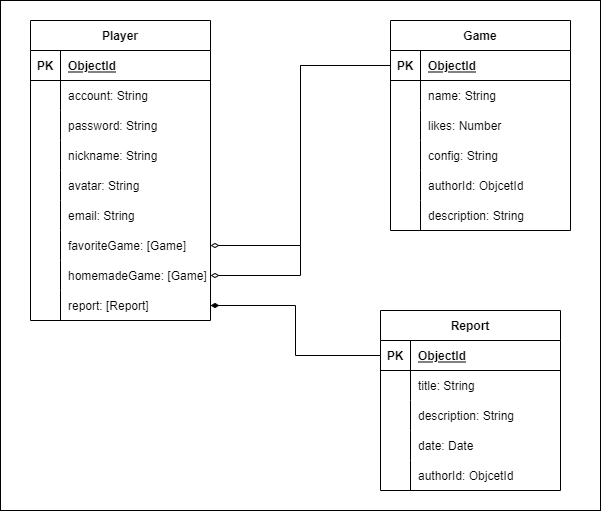 Player
PK ObjectId
account: String
password: String
nickname: String
avatar: String
email: String
favoriteGame: [Game]
homemadeGame: [Game]
report: [Report]
Game
PK ObjectId
name: String
likes: Number
config: String
authorId: ObjcetId
description: String
Report
PK ObjectId
title: String
description: String
date: Date
authorId: ObjcetId